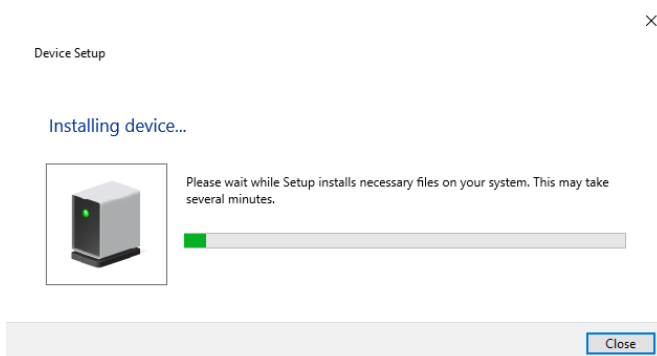 Device Setup
Installing device...
Please wait while Setup installs necessary files on your system. This may take
several minutes.
Close